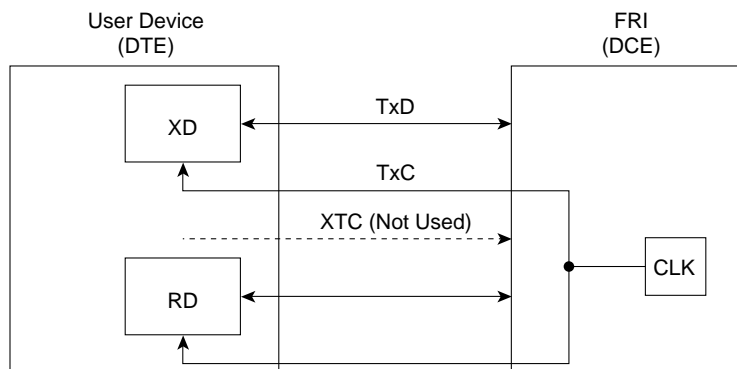 User Device
(DTE)
FRI
(DCE)
XD
TxD
TxC
XTC (Not Used)
CLK
RD